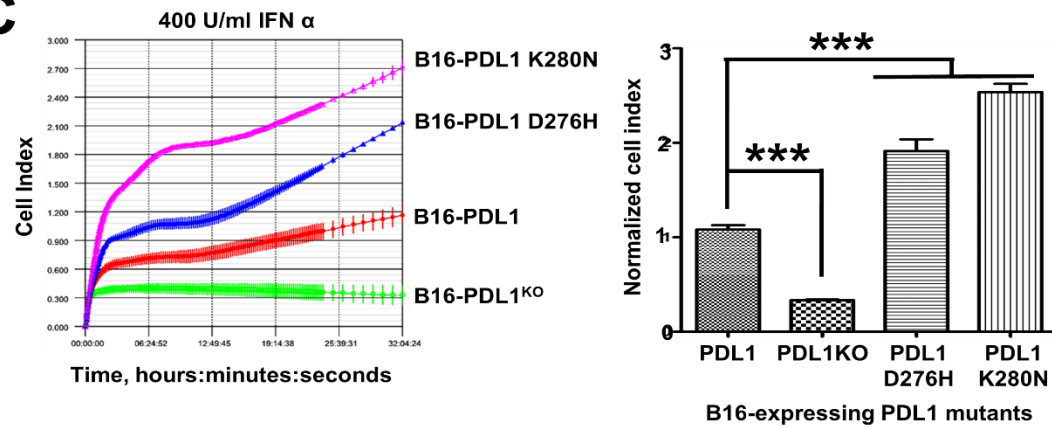 C
400 U/ml IFN α
Cell Index
3.000
2.700
2.400
2.100
1.800
1.500
1.200
0.900
0.600
0.300
0.000
00:00:00 06:24:52 12:49:45 19:14:38 25:39:31 32:04:24
Time, hours:minutes:seconds
B16-PDL1 K280N
B16-PDL1 D276H
B16-PDL1
B16-PDL1KO
Normalized cell index
3
2
1
0
***
***
PDL1 PDL1KO PDL1 PDL1
D276H K280N
B16-expressing PDL1 mutants